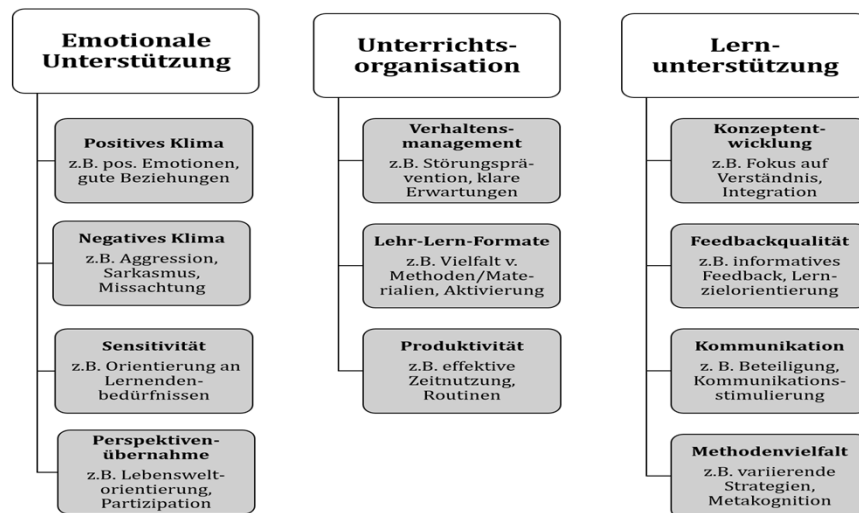 Emotionale
Unterstützung
Positives Klima
z.B. pos. Emotionen,
gute Beziehungen
Negatives Klima
z.B. Aggression,
Sarkasmus,
Missachtung
Sensitivität
z.B. Orientierung an
Lernenden-
bedürfnissen
Perspektiven-
übernahme
z.B. Lebenswelt-
orientierung,
Partizipation
Unterrichts-
organisation
Verhaltens-
management
z.B. Störungsprä-
vention, klare
Erwartungen
Lehr-Lern-Formate
z.B. Vielfalt v.
Methoden/Mate-
rialien, Aktivierung
Produktivität
z.B. effektive
Zeitnutzung,
Routinen
Lern-
unterstützung
Konzeptent-
wicklung
z.B. Fokus auf
Verständnis,
Integration
Feedbackqualität
z.B. informatives
Feedback, Lern-
zielorientierung
Kommunikation
z. B. Beteiligung,
Kommunikations-
stimulierung
Methodenvielfalt
z.B. variierende
Strategien,
Metakognition